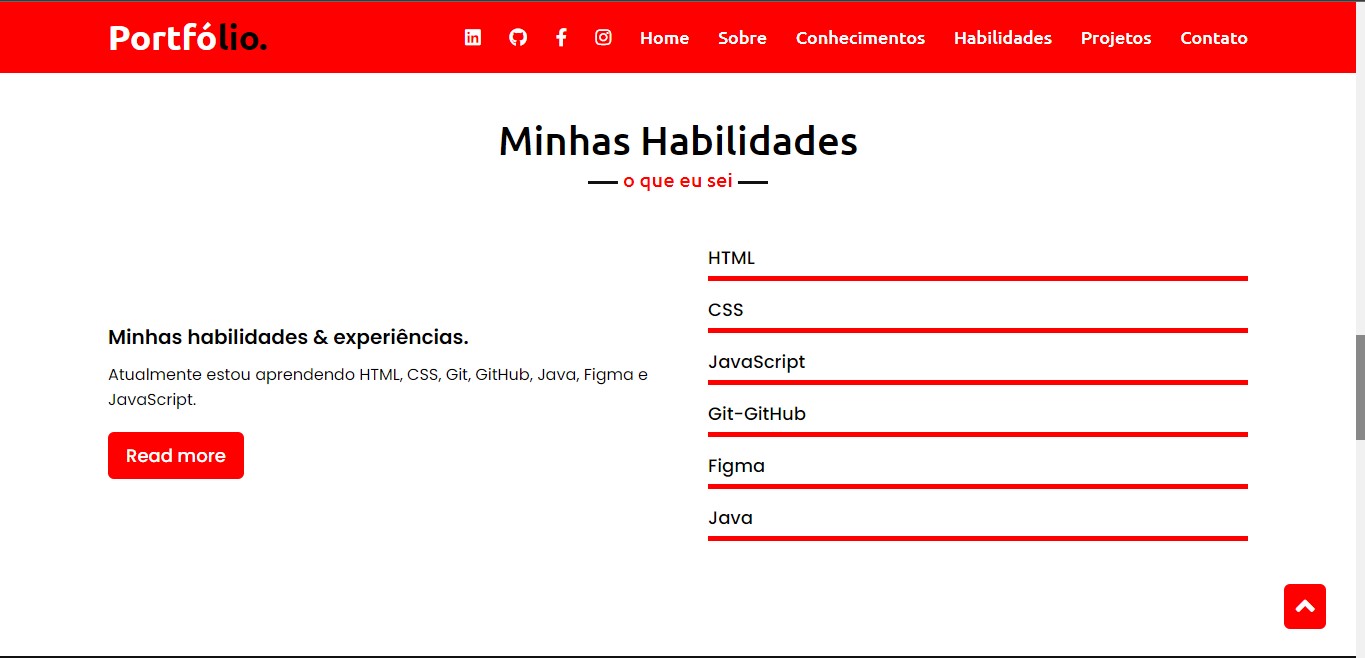 Portfólio.
Home Sobre Conhecimentos Habilidades Projetos Contato
Minhas Habilidades
o que eu sei
Minhas habilidades & experiências.
Atualmente estou aprendendo HTML, CSS, Git, GitHub, Java, Figma e
JavaScript.
Read more
HTML
CSS
JavaScript
Git-GitHub
Figma
Java